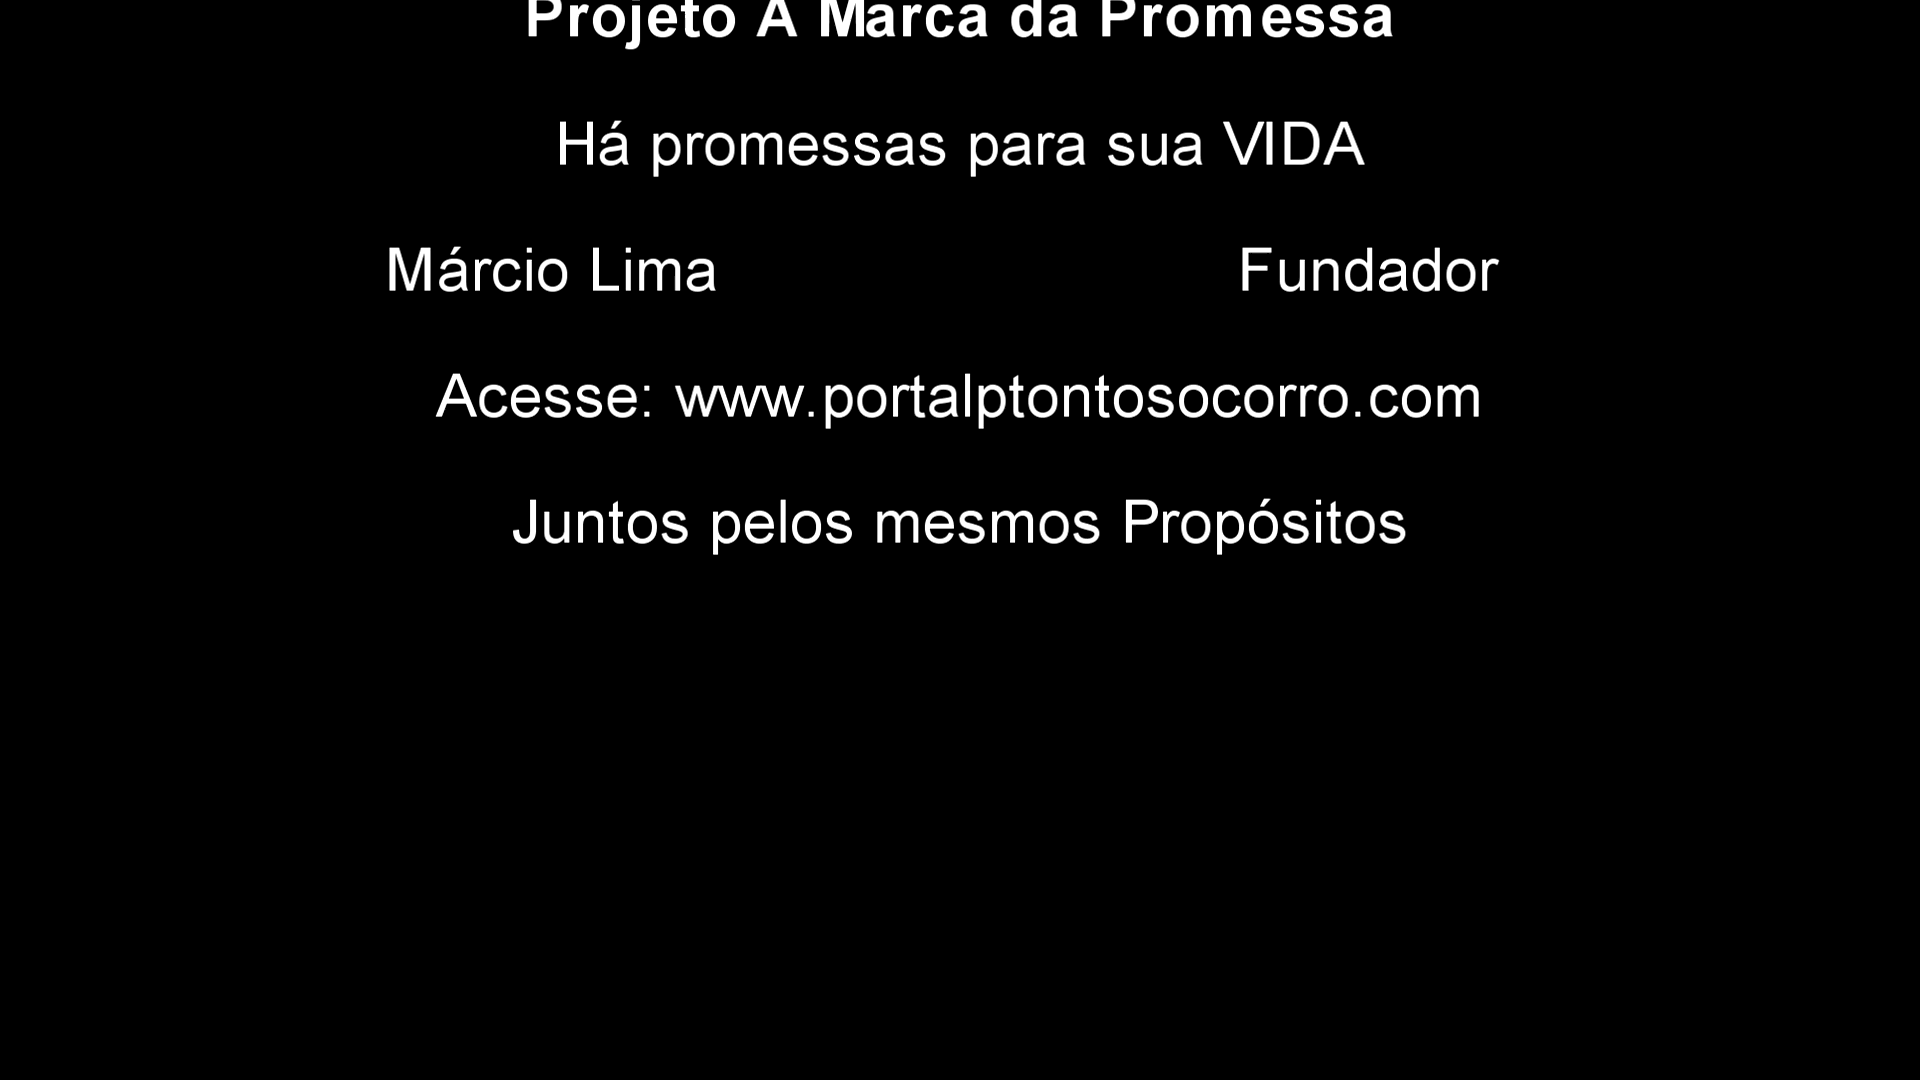 Projeto A Marca da Promessa
Há promessas para sua VIDA
Márcio Lima Fundador
Acesse: www.portalptontosocorro.com
Juntos pelos mesmos Propósitos